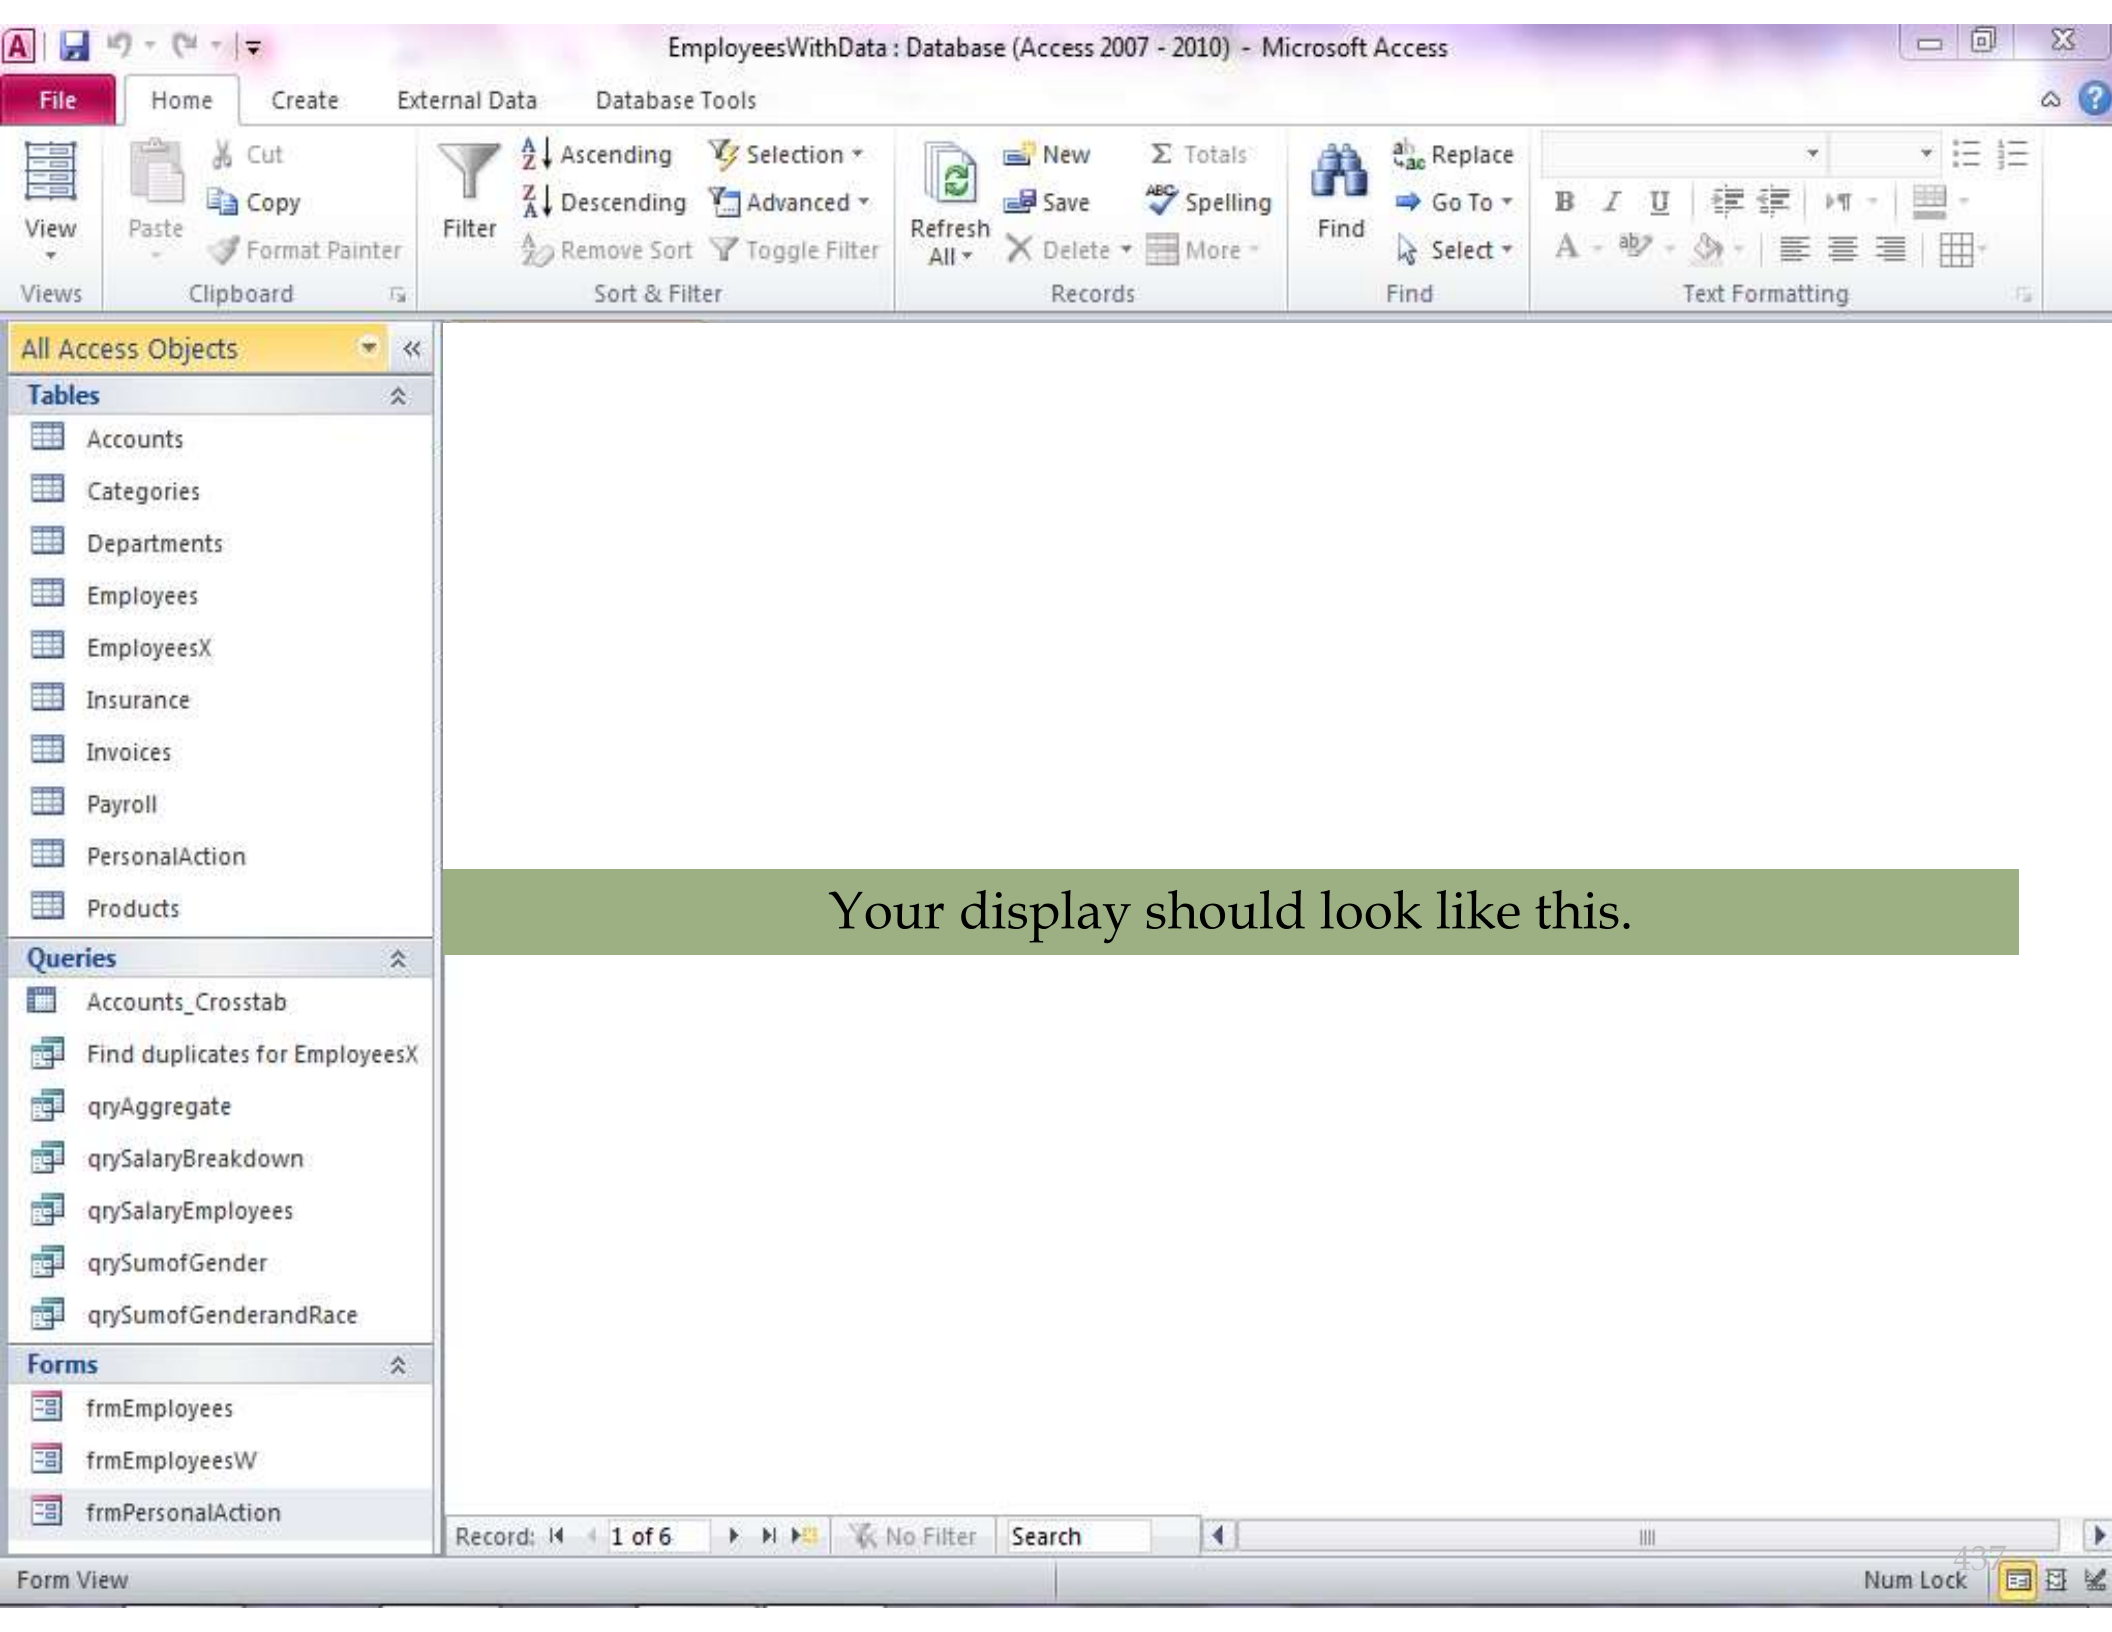 EmployeesWithData : Database (Access 2007 - 2010) - Microsoft Access
File Home Create External Data Database Tools
View
Views
Paste
Cut
Copy
Format Painter
Clipboard
Filter
Ascending
Descending
Remove Sort
Selection
Advanced
Toggle Filter
Sort & Filter
Refresh
All
New
Save
Delete
Totals
Spelling
More
Records
Find
Replace
Go To
Select
Find
B I U
A
Text Formatting
All Access Objects
Tables
Accounts
Categories
Departments
Employees
EmployeesX
Insurance
Invoices
Payroll
PersonalAction
Products
Queries
Accounts_Crosstab
Find duplicates for EmployeesX
qryAggregate
qrySalaryBreakdown
qrySalaryEmployees
qrySumofGender
qrySumofGenderandRace
Forms
frmEmployees
frmEmployeesW
frmPersonalAction
Your display should look like this.
Record: 1 of 6 No Filter Search
437
Form View Num Lock